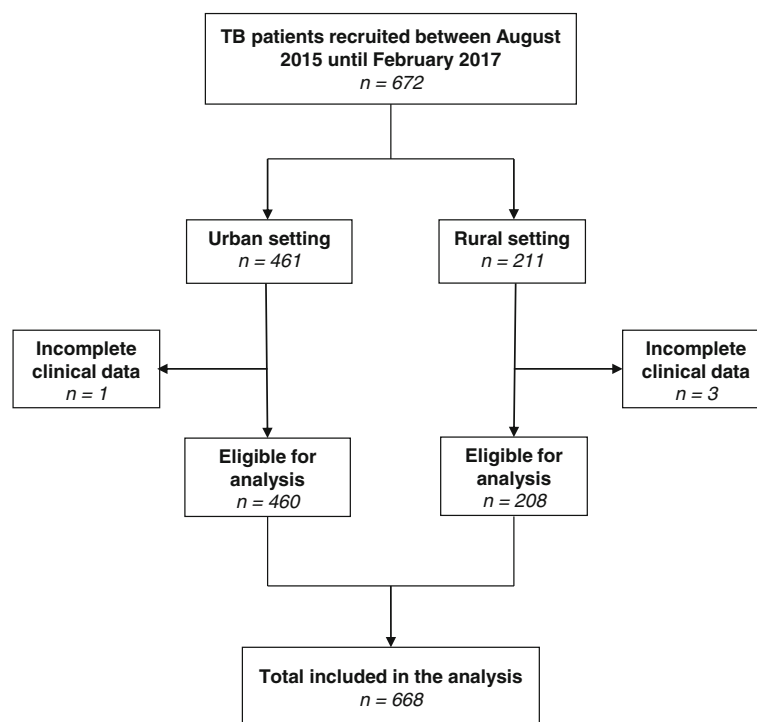 TB patients recruited between August
2015 until February 2017
n = 672
Urban setting
n = 461
Rural setting
n = 211
Incomplete
clinical data
n = 1
Incomplete
clinical data
n = 3
Eligible for
analysis
n = 460
Eligible for
analysis
n = 208
Total included in the analysis
n = 668